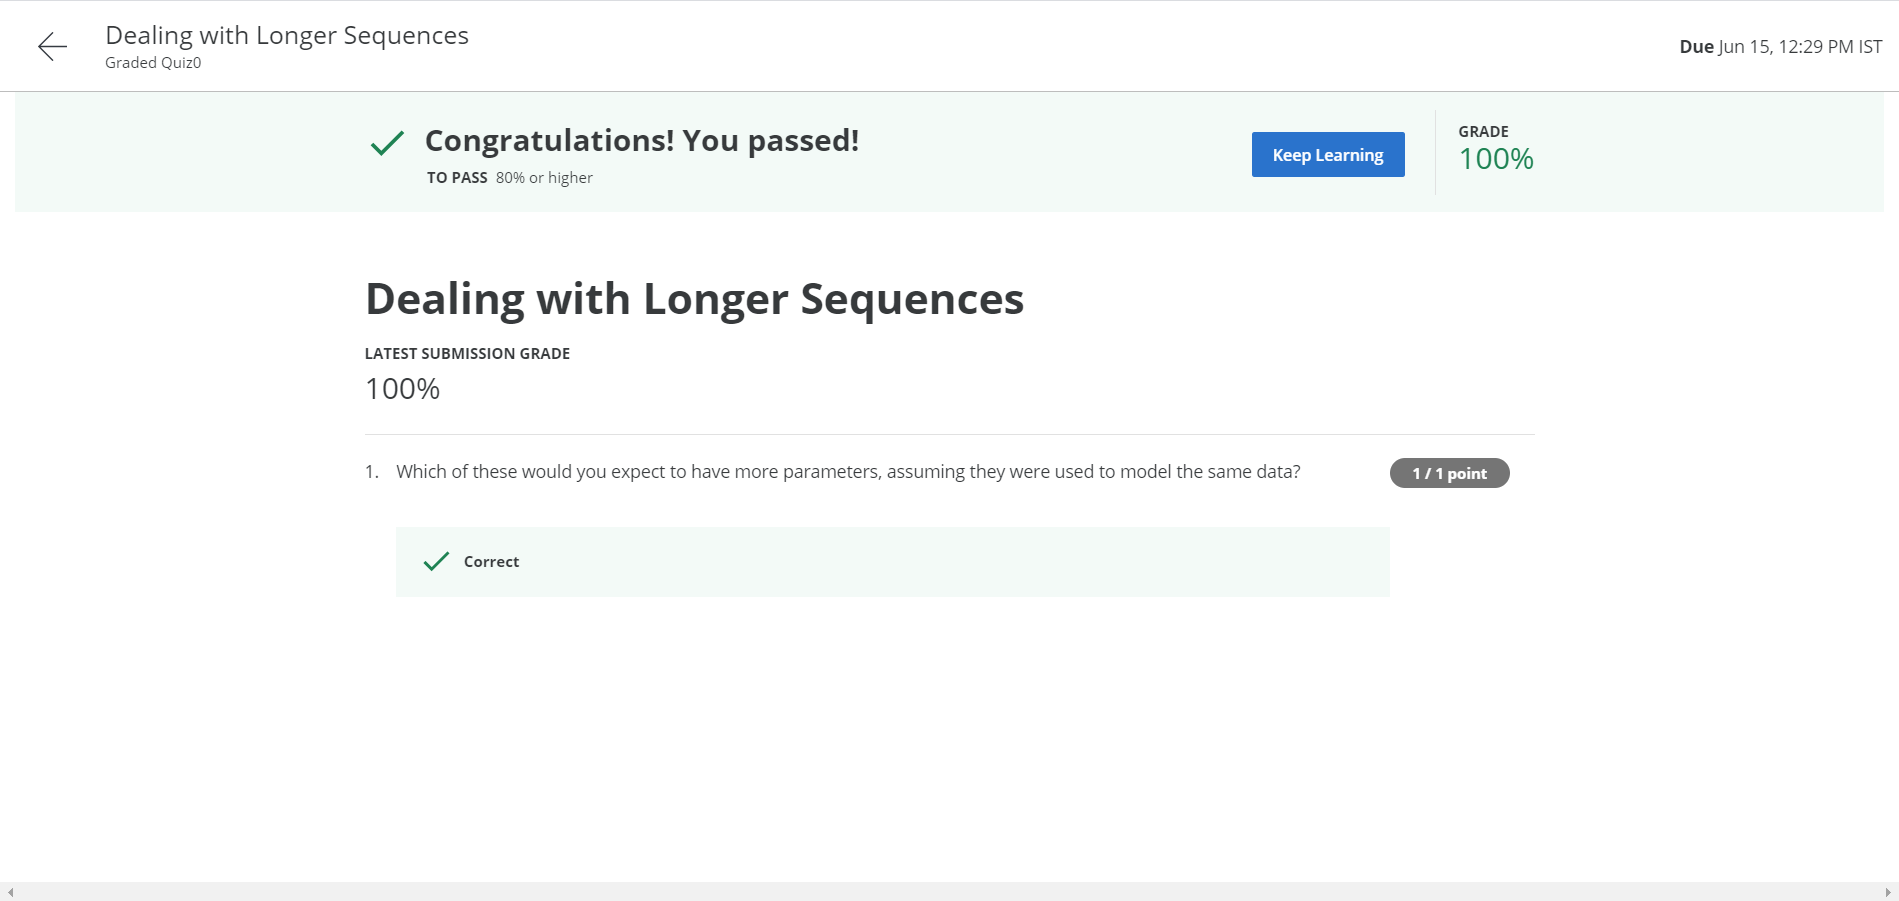 Dealing with Longer Sequences
Graded Quiz0
Due Jun 15, 12:29 PM IST
Congratulations! You passed!
TO PASS 80% or higher
Keep Learning
GRADE
100%
Dealing with Longer Sequences
LATEST SUBMISSION GRADE
100%
1. Which of these would you expect to have more parameters, assuming they were used to model the same data?
1 / 1 point
Correct